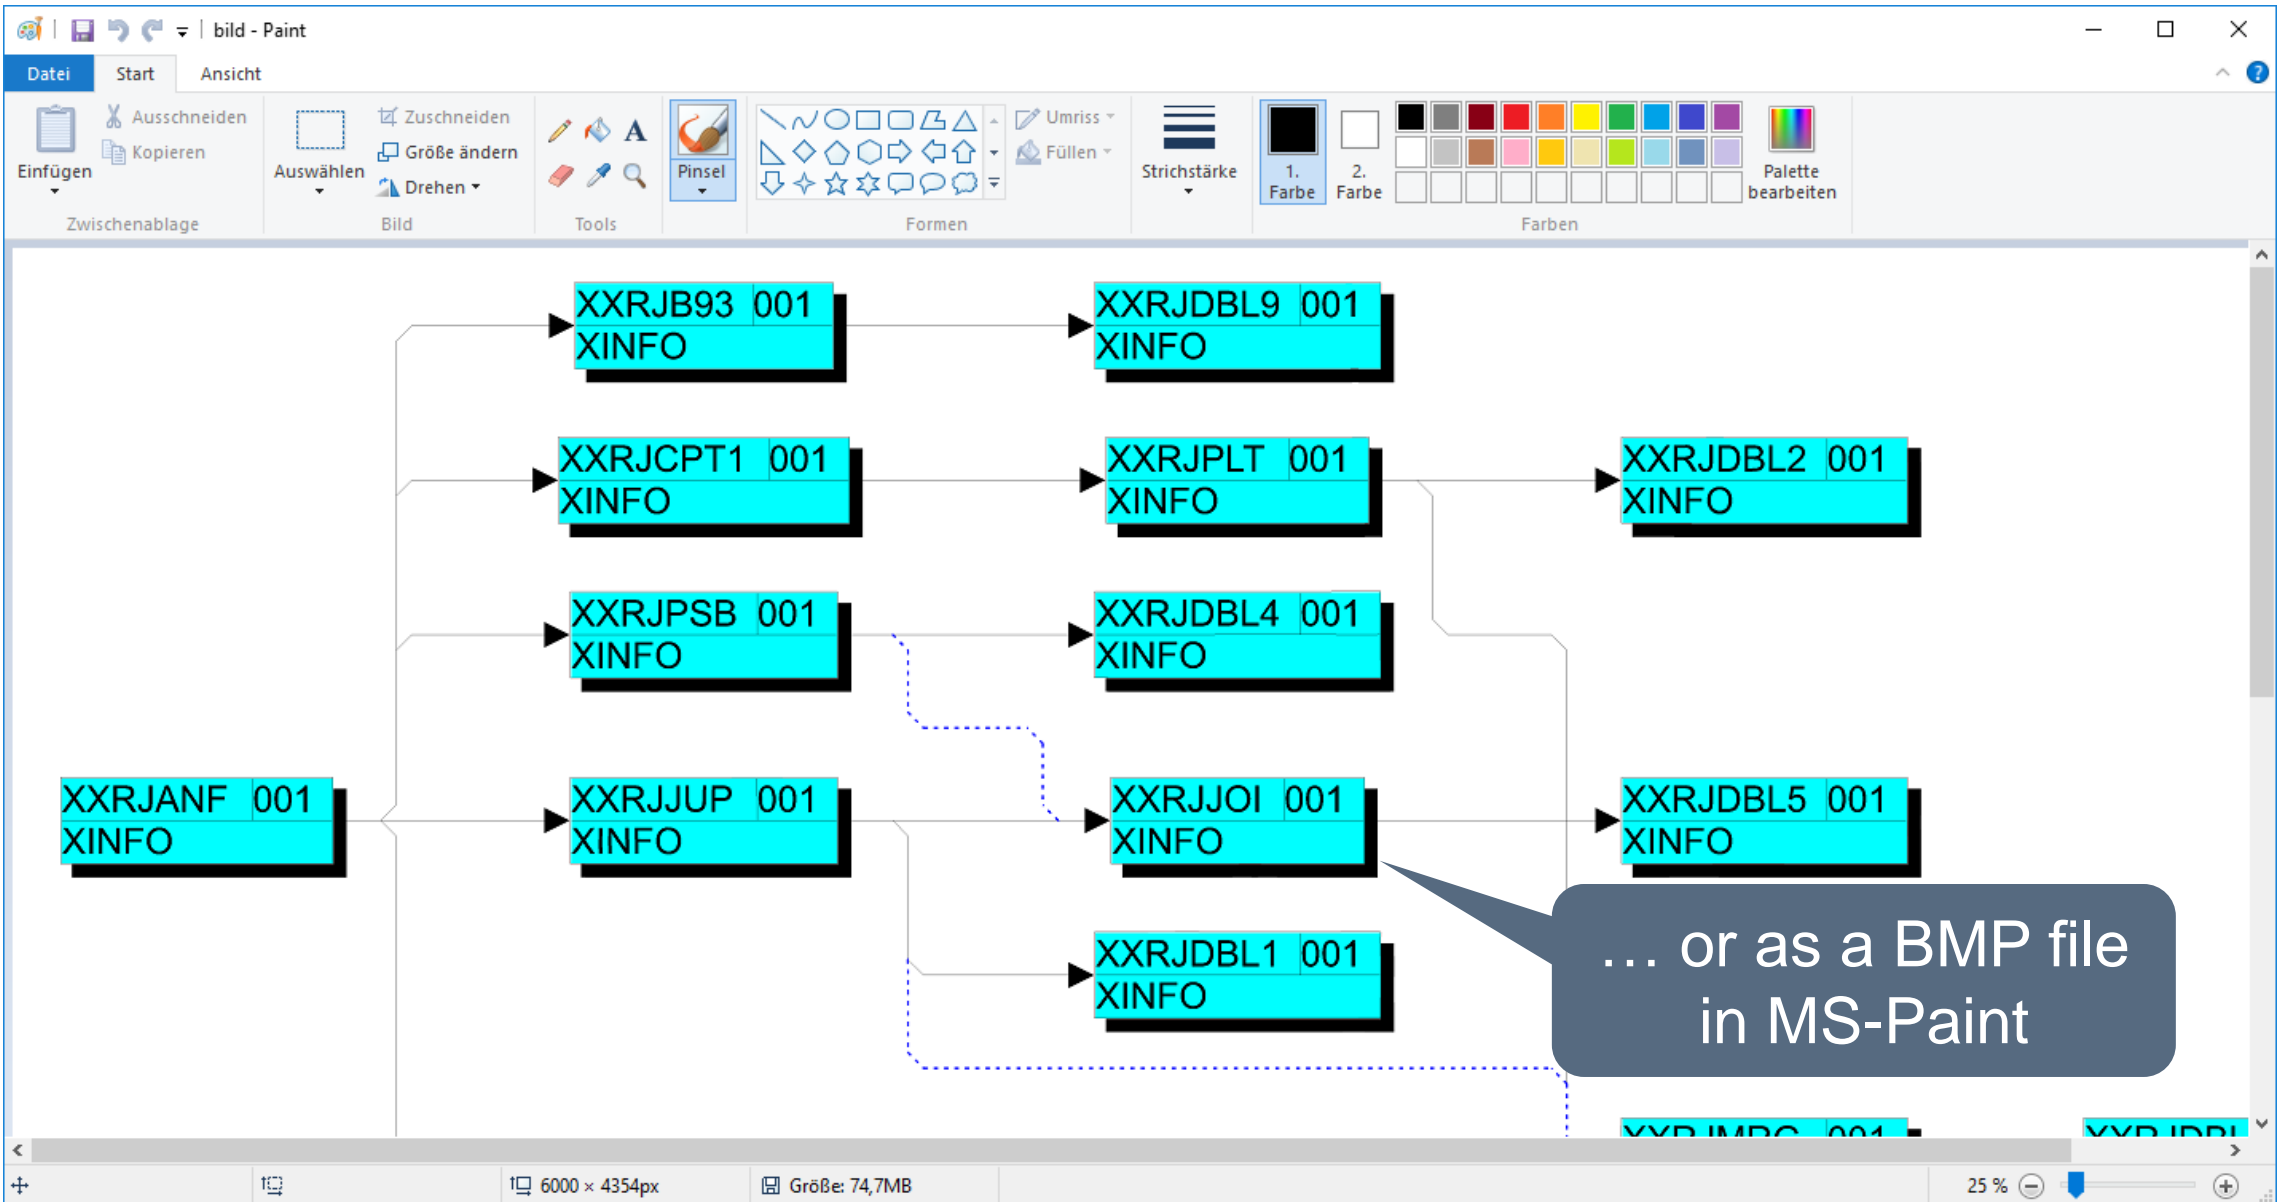 bild - Paint
Datei Start Ansicht
Ausschneiden
Kopieren
Einfügen
Zwischenablage
Auswählen
Zuschneiden
Größe ändern
Drehen
Bild
A
Tools
Pinsel
Umriss
Füllen
Formen
Strichstärke
1.
Farbe
2.
Farbe
Palette
bearbeiten
Farben
XXRJB93 001
XINFO
XXRJDBL9 001
XINFO
XXRJCPT1 001
XINFO
XXRJPLT 001
XINFO
XXRJDBL2 001
XINFO
XXRJPSB 001
XINFO
XXRJDBL4 001
XINFO
XXRJANF 001
XINFO
XXRJJUP 001
XINFO
XXRJJOI 001
XINFO
XXRJDBL5 001
XINFO
XXRJDBL1 001
XINFO
… or as a BMP file
in MS-Paint
6000 × 4354px
Größe: 74,7MB
25 %